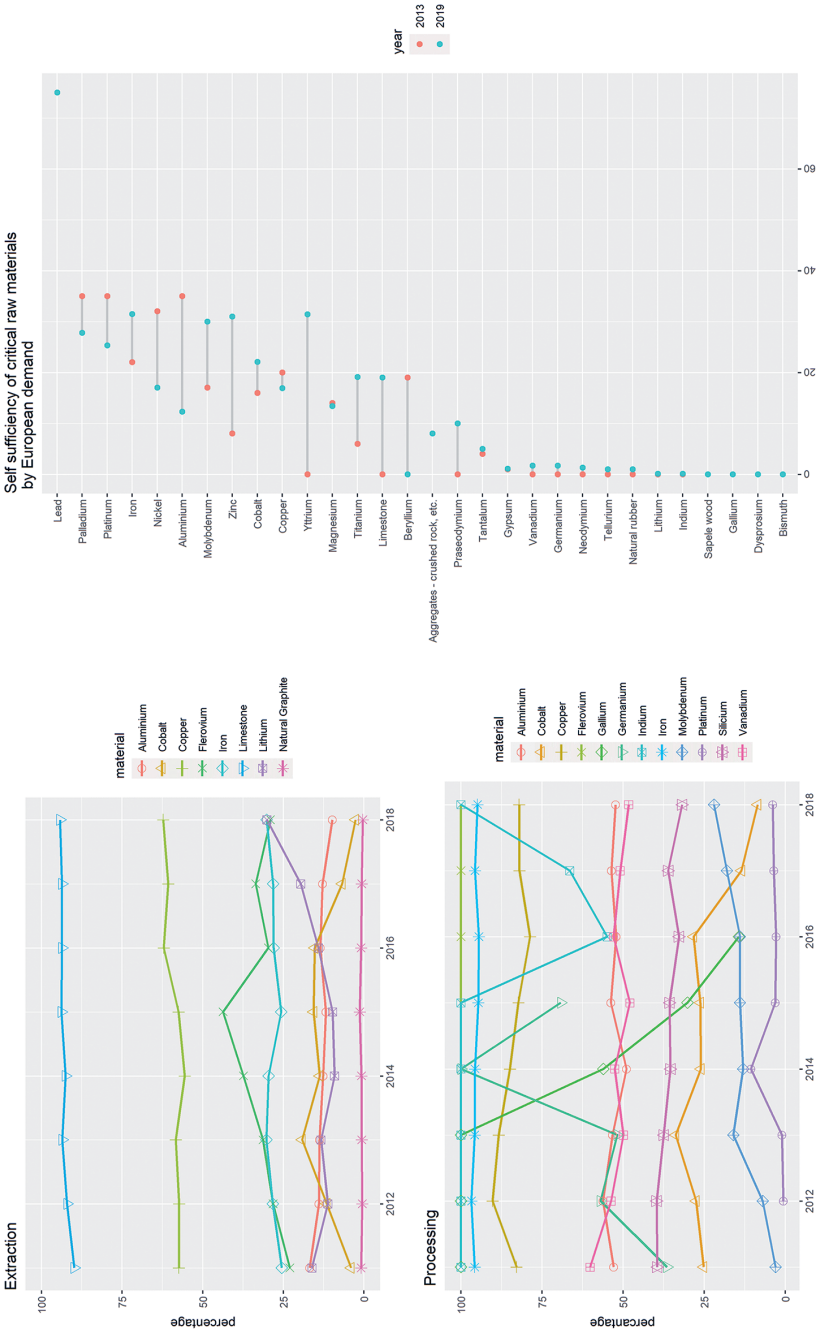 Extraction
percentage
100
75
50
25
0
2012
2014
2016
2018
material
Aluminium
Cobalt
Copper
Flerovium
Iron
Limestone
Lithium
Natural Graphite
Processing
percantage
100
75
50
25
0
2012
2014
2016
2018
material
Aluminium
Cobalt
Copper
Flerovium
Gallium
Germanium
Indium
Iron
Molybdenum
Platinum
Silicium
Vanadium
Self sufficiency of critical raw materials
by European demand
Lead
Palladium
Platinum
Iron
Nickel
Aluminium
Molybdenum
Zinc
Cobalt
Copper
Yttrium
Magnesium
Titanium
Limestone
Beryllium
Aggregates - crushed rock, etc.
Praseodymium
Tantalum
Gypsum
Vanadium
Germanium
Neodymium
Tellurium
Natural rubber
Lithium
Indium
Sapele wood
Gallium
Dysprosium
Bismuth
0
20
40
60
year
2013
2019